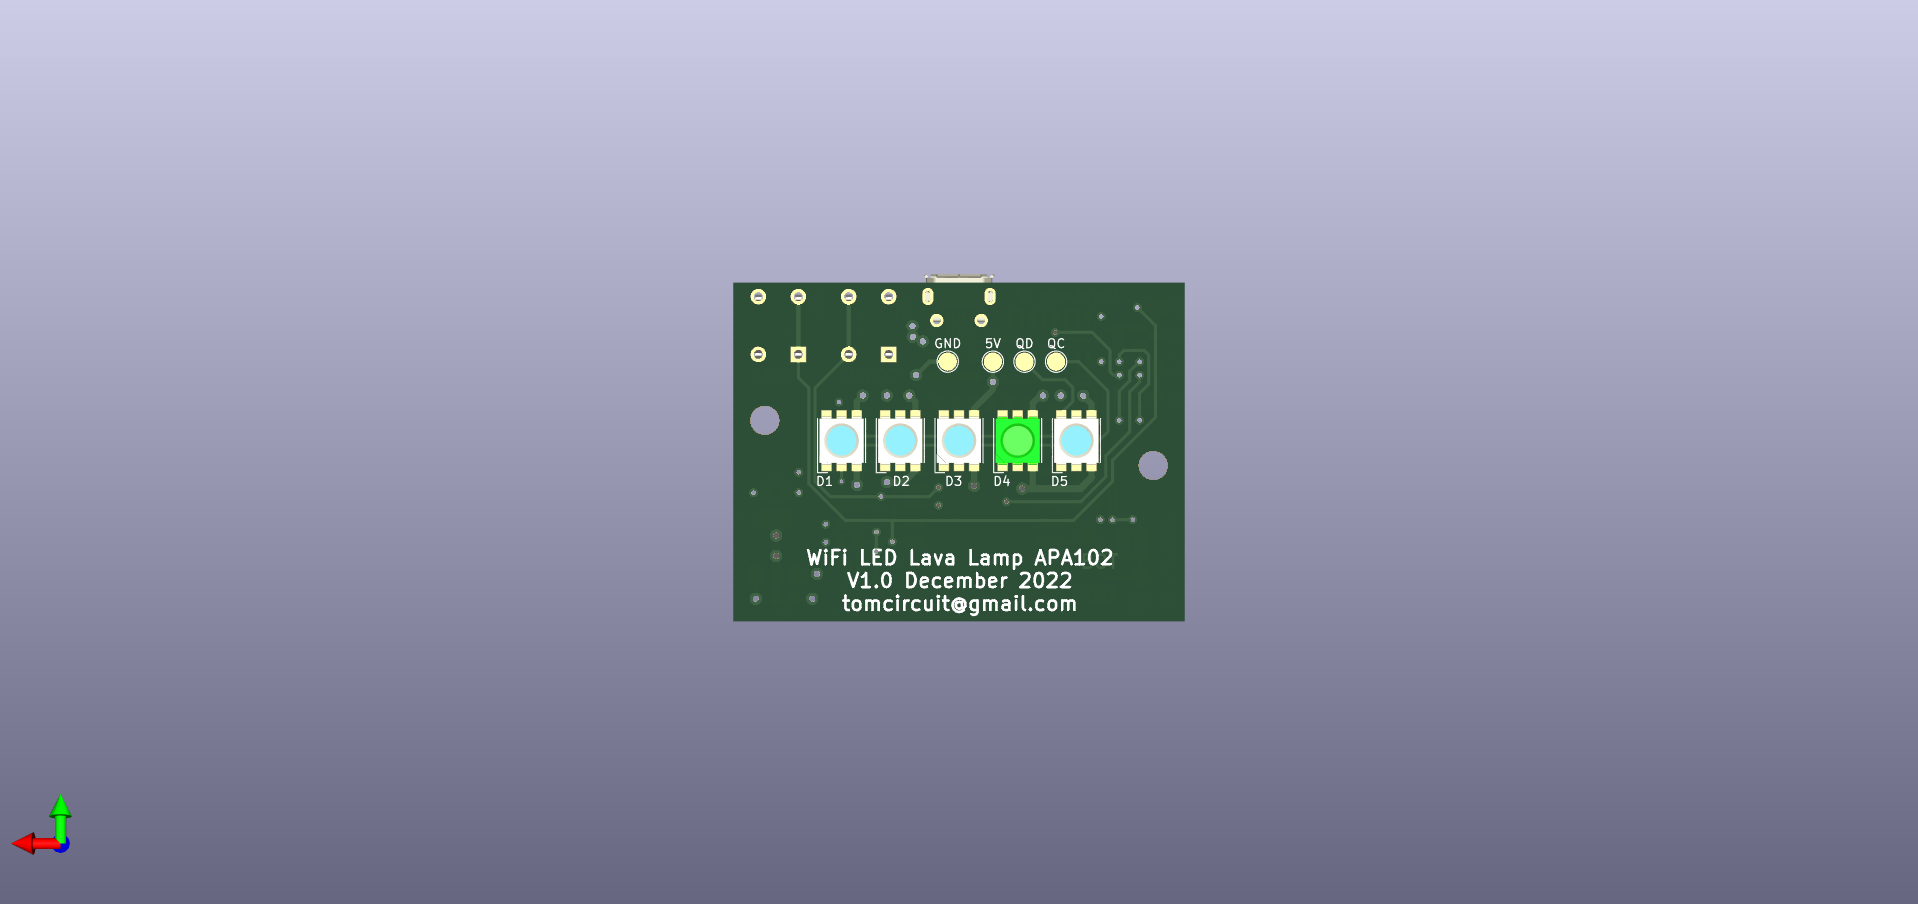 GND 5V QD QC
D1 D2 D3 D4 D5
WiFi LED Lava Lamp APA102
V1.0 December 2022
tomcircuit@gmail.com